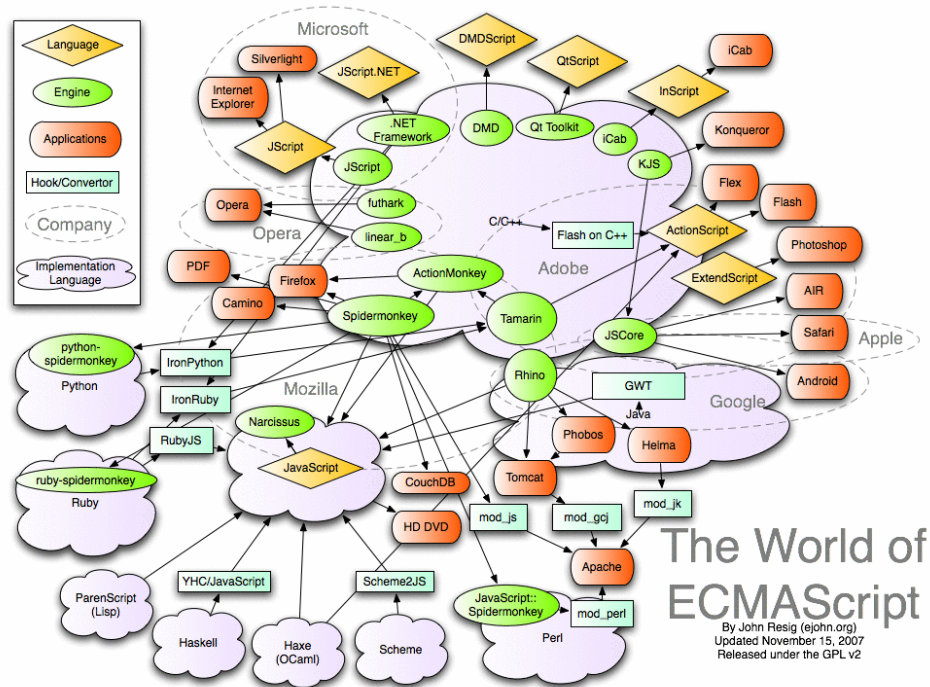 Language
Engine
Applications
Hook/Convertor
Company
Implementation
Language
Microsoft
Silverlight
Internet
Explorer
JScript.NET
JScript
.NET
Framework
JScript
DMDScript
DMD
QtScript
Qt Toolkit
iCab
InScript
iCab
KJS
Konqueror
Opera
futhark
linear_b
Opera
C/C++
Flash on C++
ActionScript
Flex
Flash
Photoshop
ExtendScript
Adobe
PDF
Firefox
Camino
ActionMonkey
Spidermonkey
Tamarin
AIR
JSCore
Safari
Apple
Android
python-
spidermonkey
Python
IronPython
IronRuby
RubyJS
Mozilla
Rhino
GWT
Java
Google
Narcissus
JavaScript
Phobos
Helma
ruby-spidermonkey
Ruby
CouchDB
HD DVD
Tomcat
mod_js
mod_gcj
mod_jk
Apache
ParenScript
(Lisp)
YHC/JavaScript
Haskell
Haxe
(OCaml)
Scheme2JS
Scheme
JavaScript::
Spidermonkey
mod_perl
Perl
The World of
ECMAScript
By John Resig (ejohn.org)
Updated November 15, 2007
Released under the GPL v2